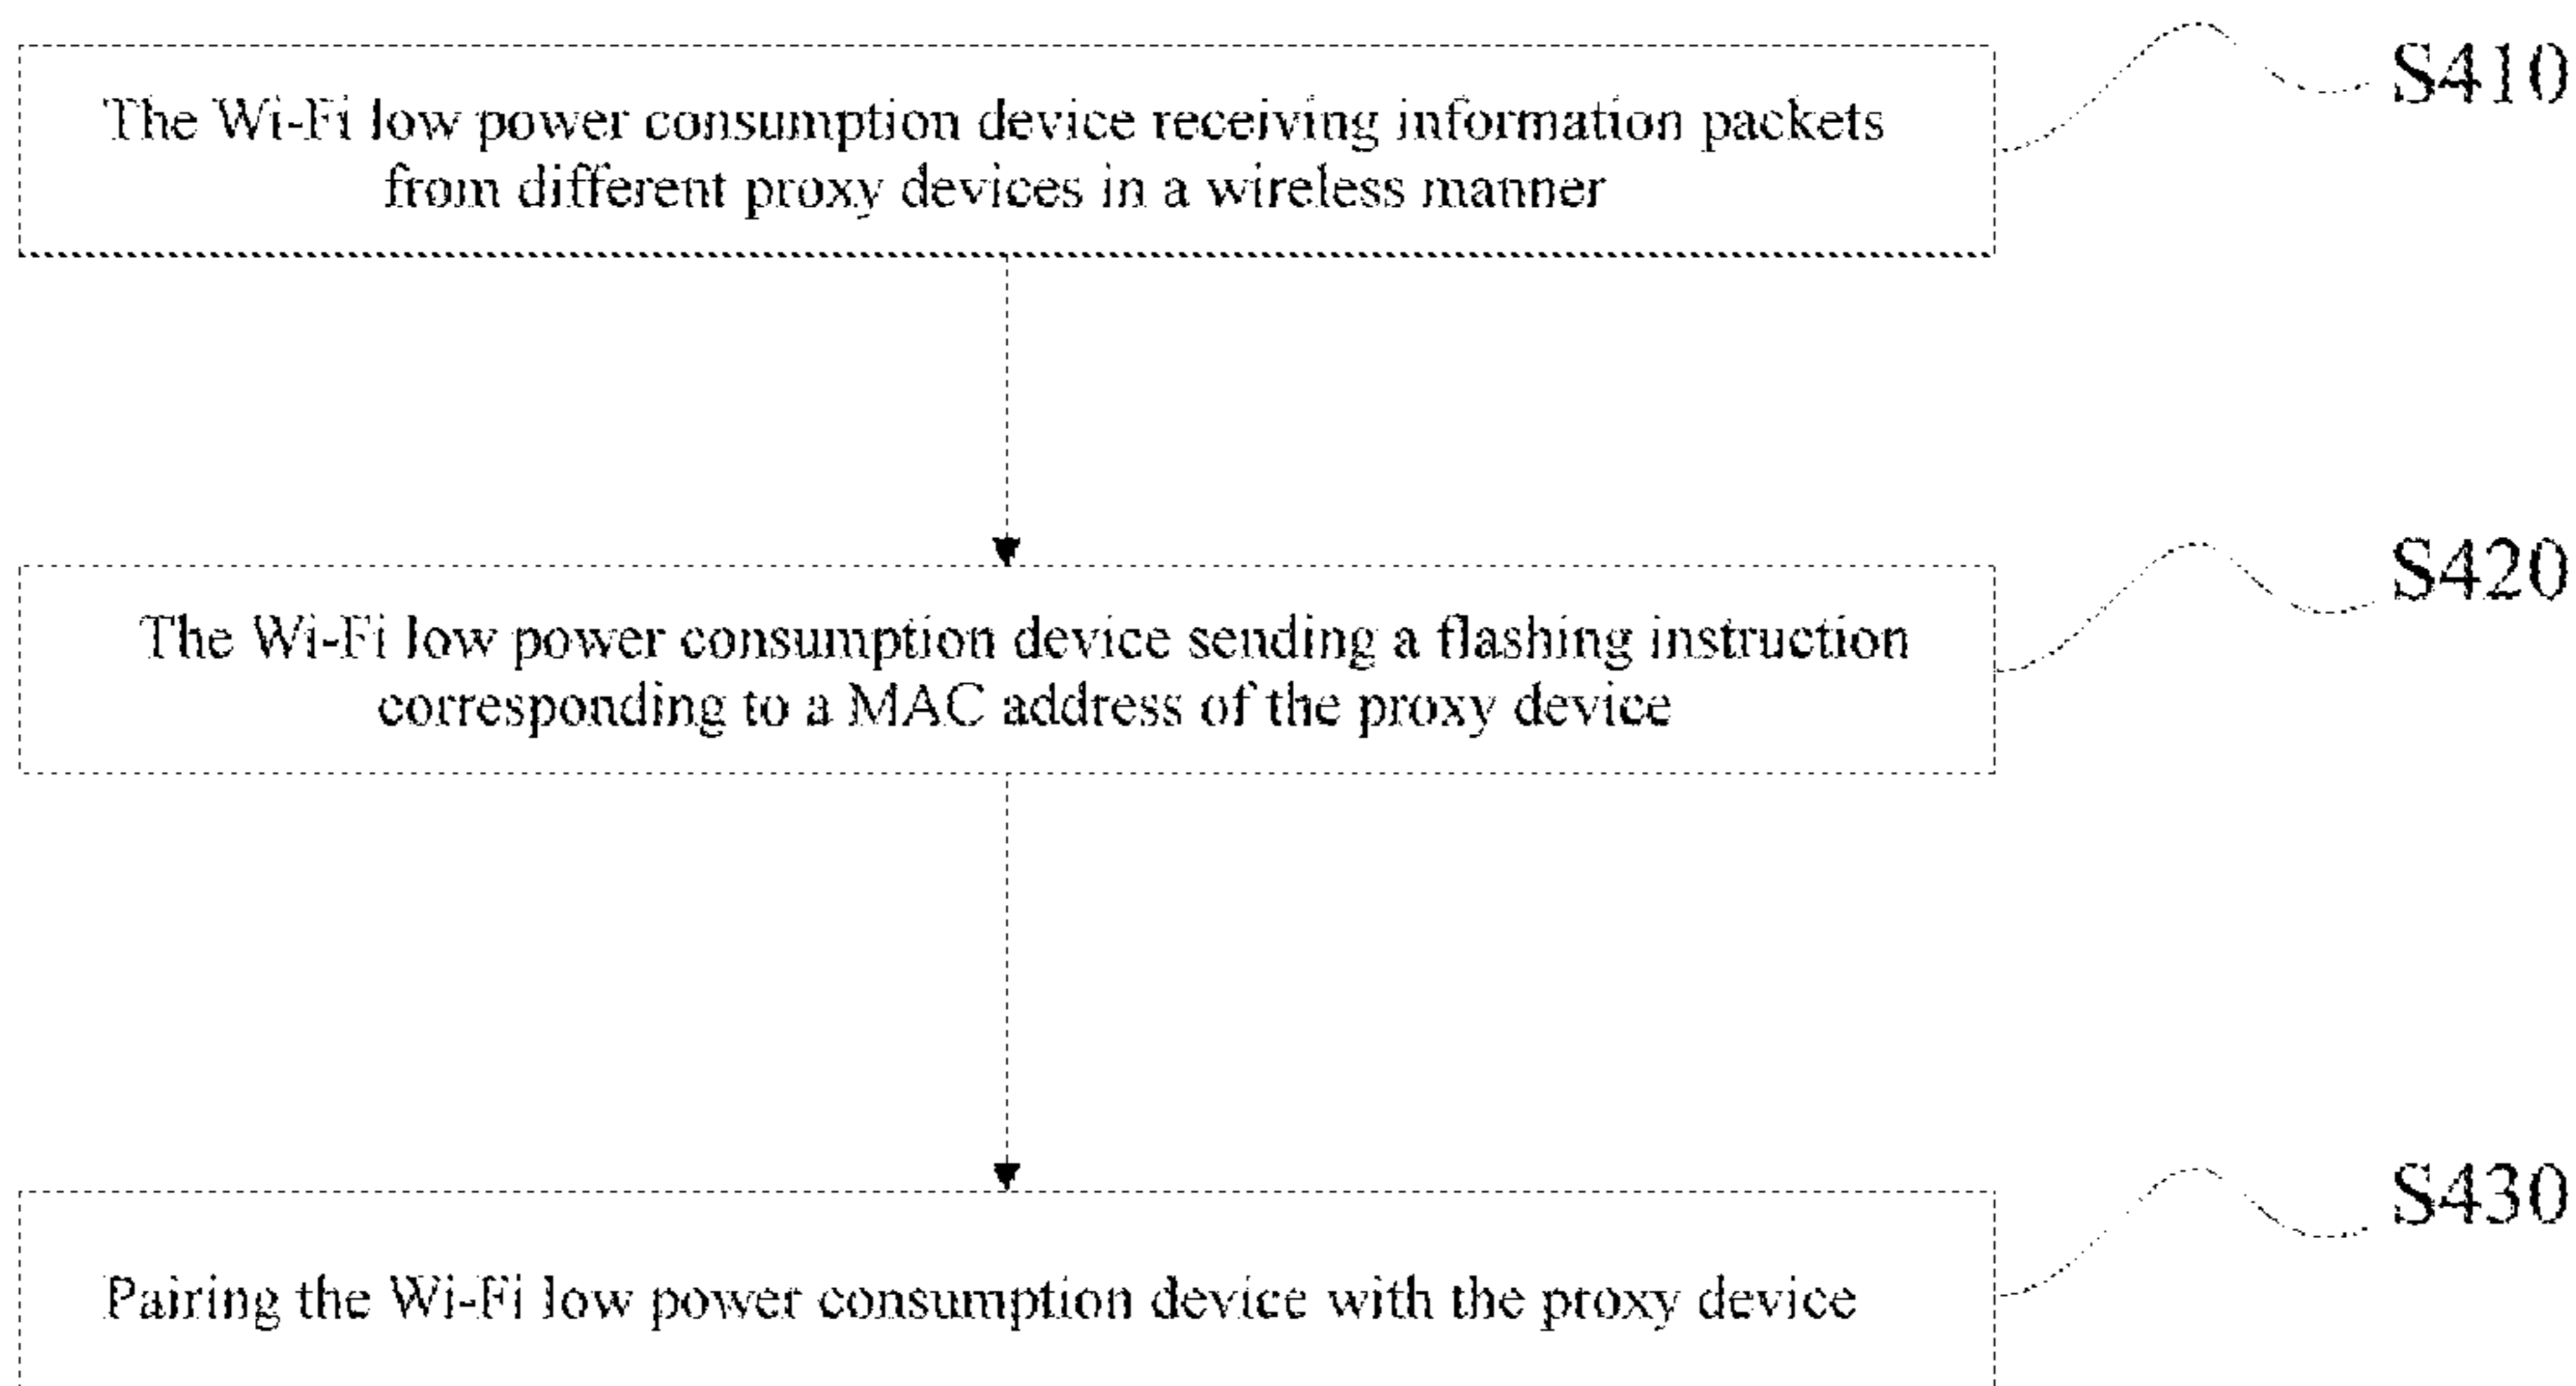 The Wi-Fi low power consumption device receiving information packets
from different proxy devices in a wireless manner
S410
The Wi-Fi low power consumption device sending a flashing instruction
corresponding to a MAC address of the proxy device
S420
Pairing the Wi-Fi low power consumption device with the proxy device
S430